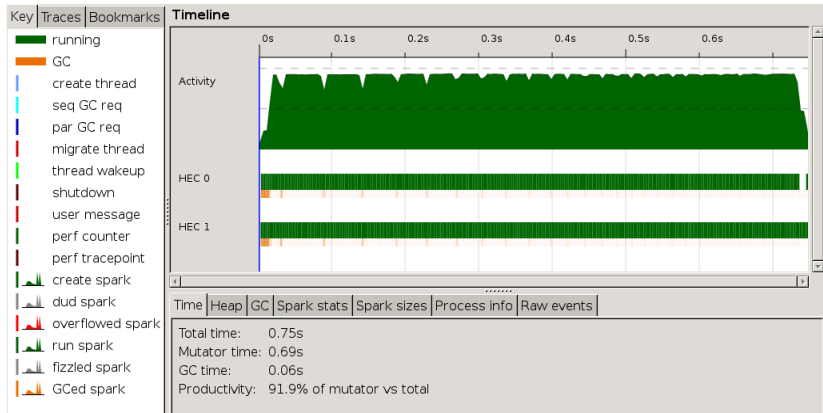 Key Traces Bookmarks
running
GC
create thread
seq GC req
par GC req
migrate thread
thread wakeup
shutdown
user message
perf counter
perf tracepoint
create spark
dud spark
overflowed spark
run spark
fizzled spark
GCed spark
Timeline
0s 0.1s 0.2s 0.3s 0.4s 0.5s 0.6s
Activity
HEC 0
HEC 1
Time Heap GC Spark stats Spark sizes Process info Raw events
Total time: 0.75s
Mutator time: 0.69s
GC time: 0.06s
Productivity: 91.9% of mutator vs total